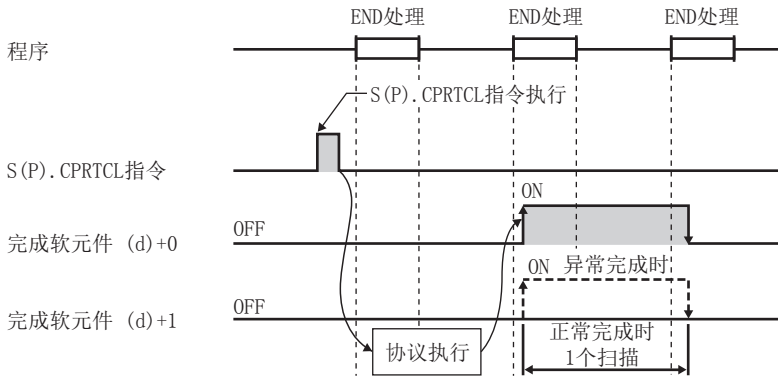 END处理
END处理
END处理
程序
S(P).CPRTCL指令执行
S(P).CPRTCL指令
ON
完成软元件 (d)+0
OFF
ON 异常完成时
完成软元件 (d)+1
OFF
协议执行
正常完成时
1个扫描